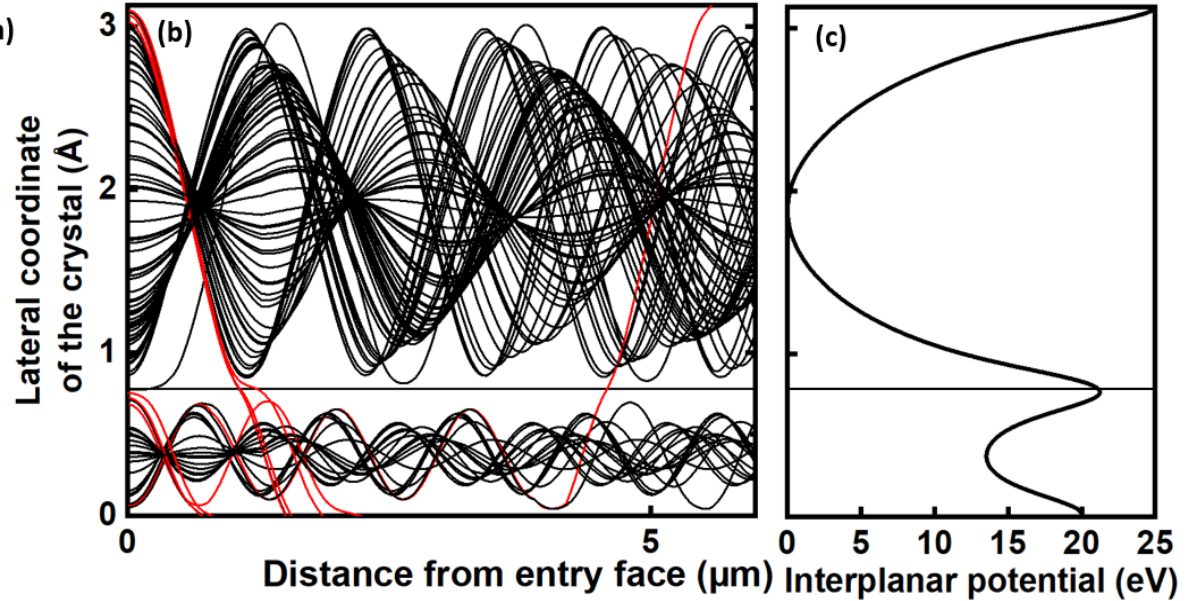 (b)
(c)
3
2
1
0
Lateral coordinate
of the crystal (Å)
0
5
Distance from entry face (µm)
0
5
10
15
20
25
Interplanar potential (eV)